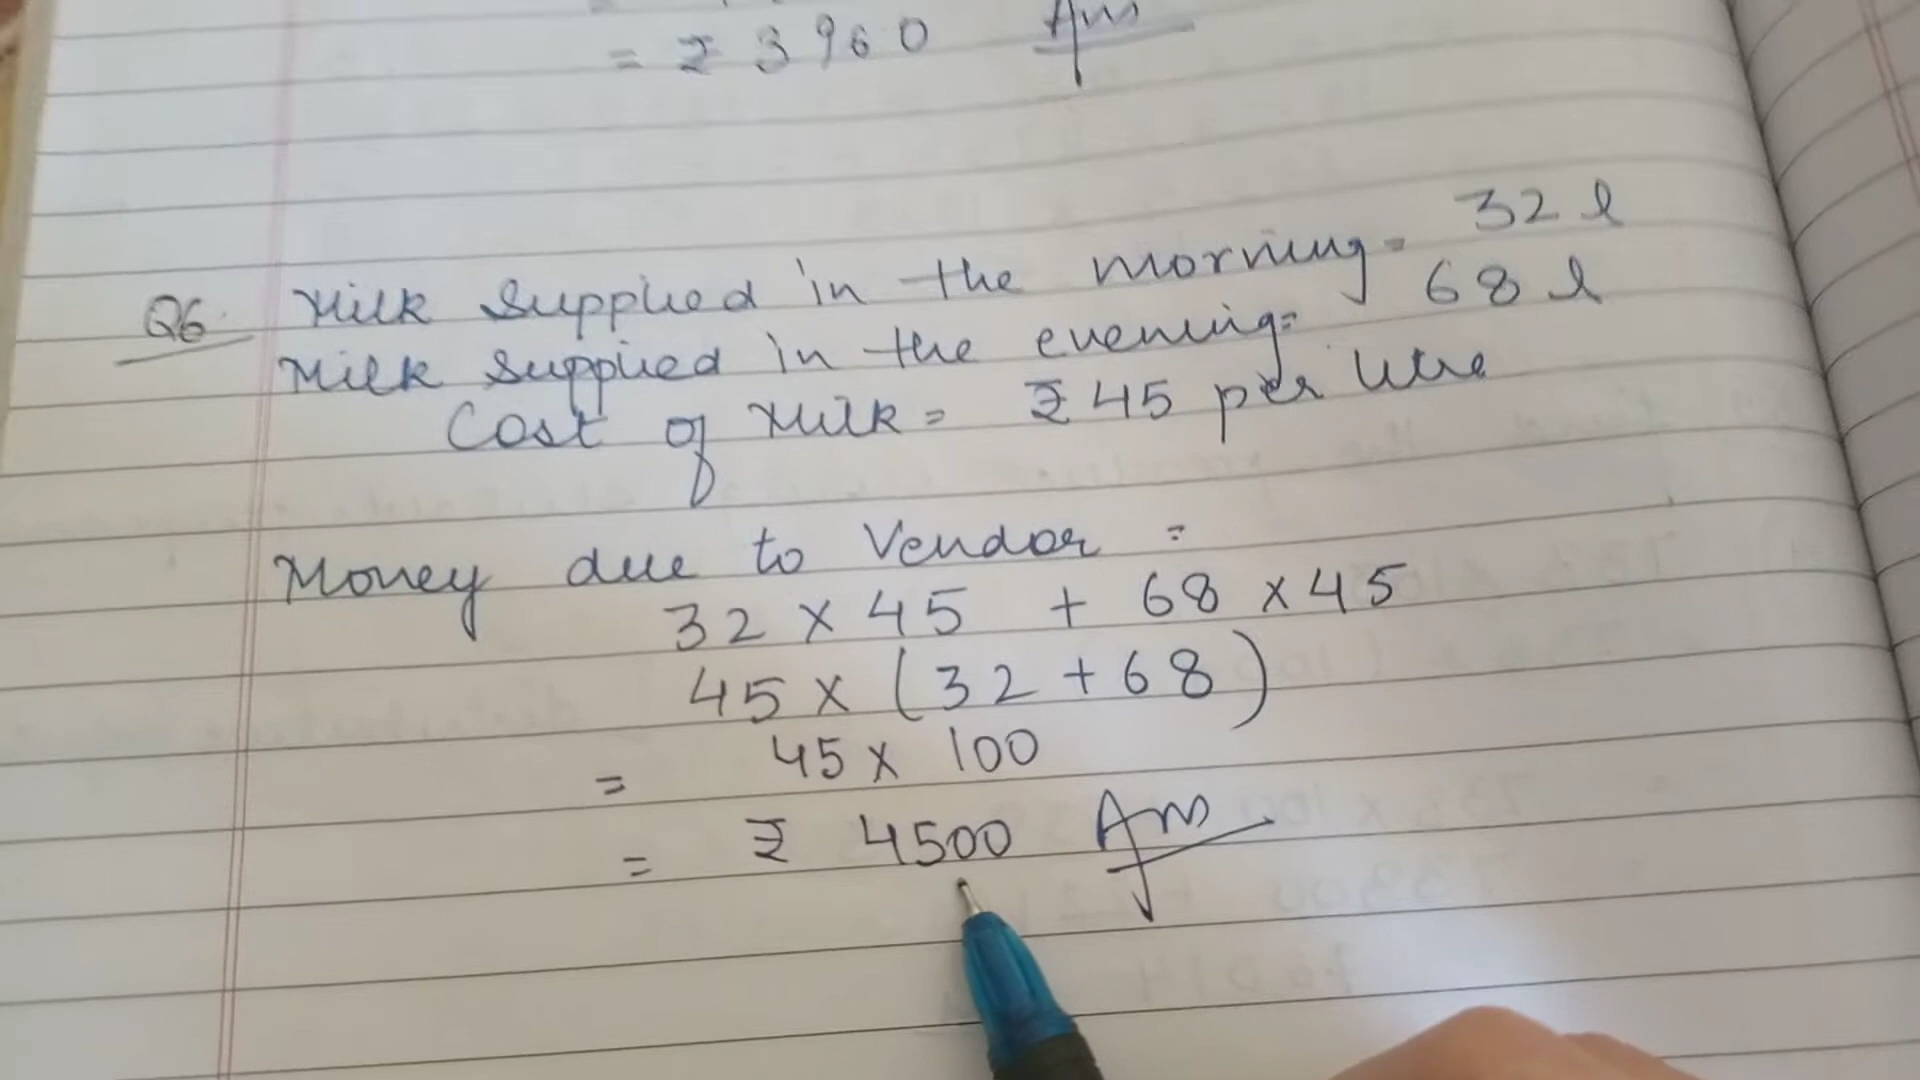 = ₹ 3960 Ans
Q6. Milk Supplied in the morning = 32 l
Milk Supplied in the evening = 68 l
Cost of Milk = ₹ 45 per litre
Money due to Vendor =
32 × 45 + 68 × 45
45 × (32 + 68)
= 45 × 100
= ₹ 4500 Ans